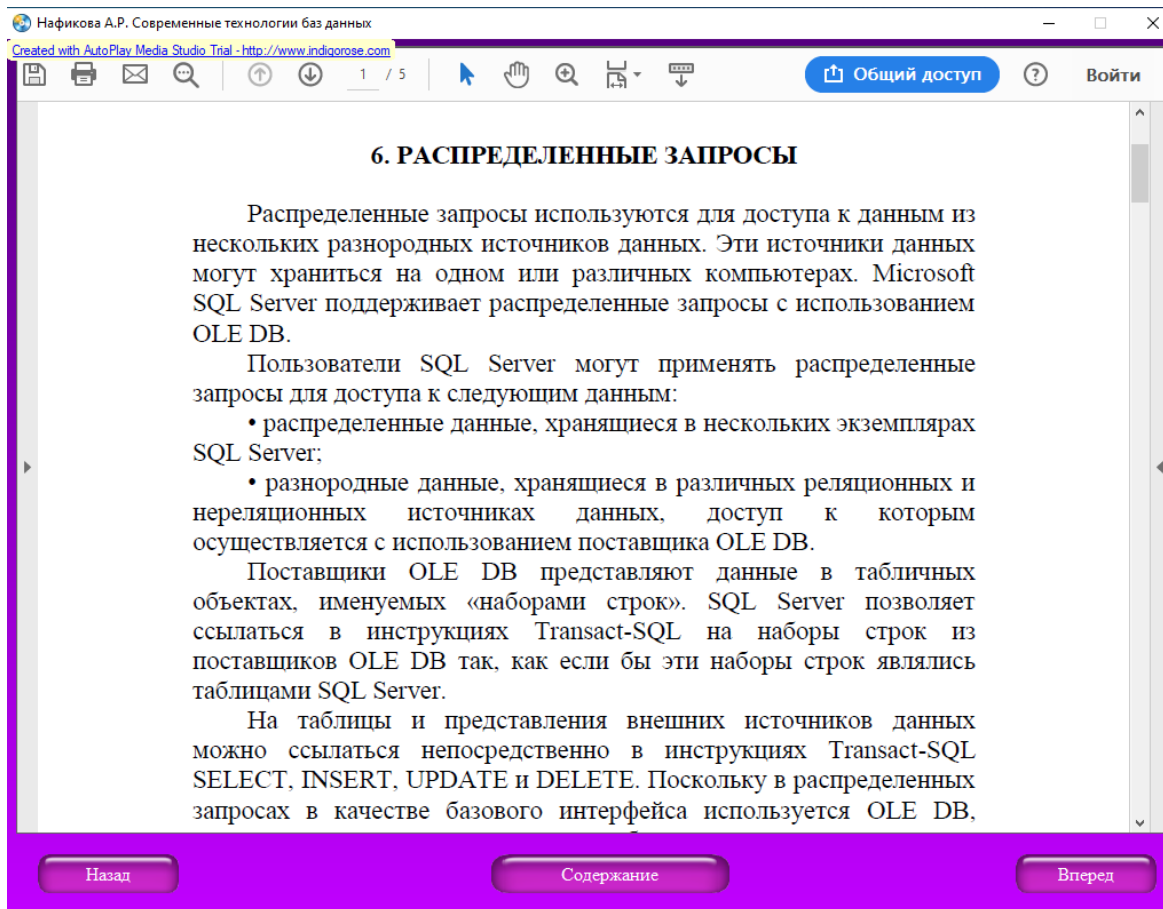 Нафикова А.Р. Современные технологии баз данных
Created with AutoPlay Media Studio Trial - http://www.indigorose.com
1 / 5
Общий доступ
Войти
6. РАСПРЕДЕЛЕННЫЕ ЗАПРОСЫ
Распределенные запросы используются для доступа к данным из
нескольких разнородных источников данных. Эти источники данных
могут храниться на одном или различных компьютерах. Microsoft
SQL Server поддерживает распределенные запросы с использованием
OLE DB.
Пользователи SQL Server могут применять распределенные
запросы для доступа к следующим данным:
• распределенные данные, хранящиеся в нескольких экземплярах
SQL Server;
• разнородные данные, хранящиеся в различных реляционных и
нереляционных источниках данных, доступ к которым
осуществляется с использованием поставщика OLE DB.
Поставщики OLE DB представляют данные в табличных
объектах, именуемых «наборами строк». SQL Server позволяет
ссылаться в инструкциях Transact-SQL на наборы строк из
поставщиков OLE DB так, как если бы эти наборы строк являлись
таблицами SQL Server.
На таблицы и представления внешних источников данных
можно ссылаться непосредственно в инструкциях Transact-SQL
SELECT, INSERT, UPDATE и DELETE. Поскольку в распределенных
запросах в качестве базового интерфейса используется OLE DB,
Назад
Содержание
Вперед